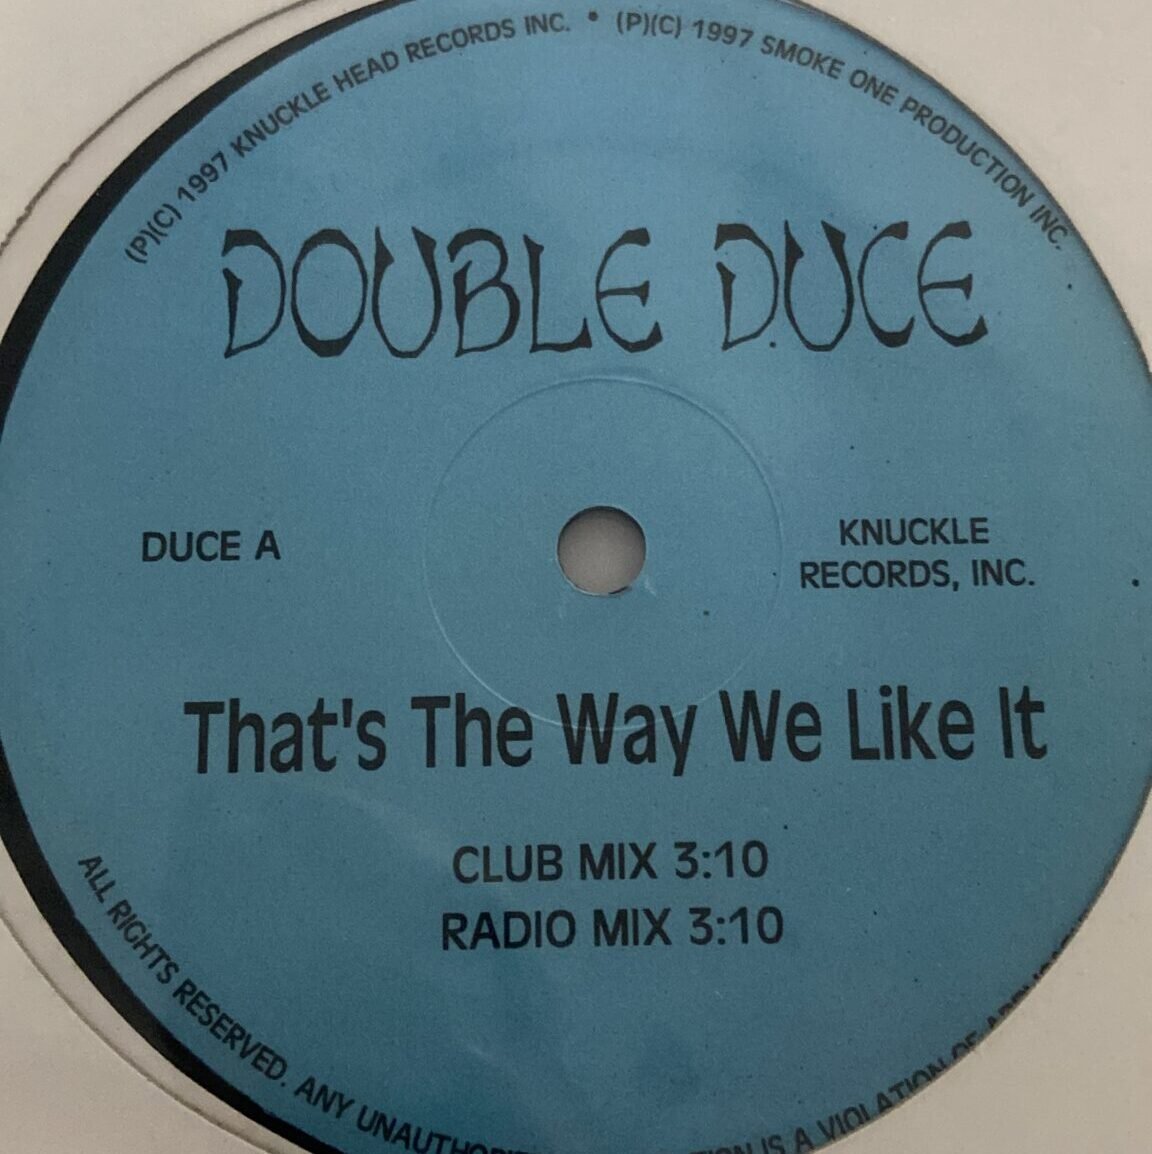 (P)(C) 1997 KNUCKLE HEAD RECORDS INC. • (P)(C) 1997 SMOKE ONE PRODUCTION INC.
DOUBLE DUCE
DUCE A
KNUCKLE
RECORDS, INC.
That's The Way We Like It
CLUB MIX 3:10
RADIO MIX 3:10
ALL RIGHTS RESERVED. ANY IS A VIOLATION OF